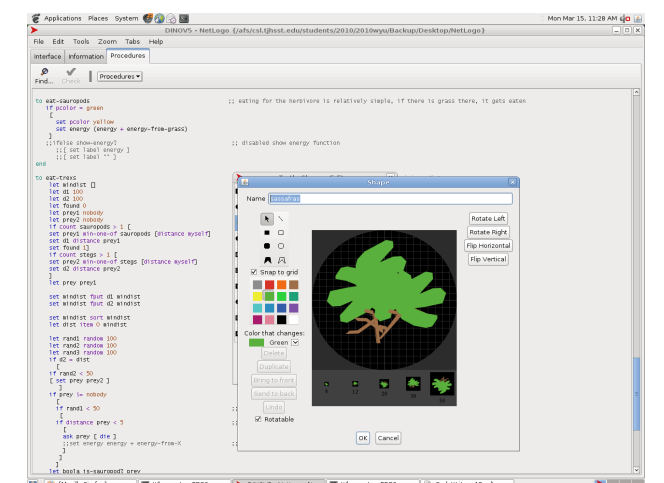 Applications Places System
Mon Mar 15, 11:28 AM
DINOV5 - NetLogo {/afs/csl.tjhsst.edu/students/2010/2010wyu/Backup/Desktop/NetLogo}
File Edit Tools Zoom Tabs Help
Interface Information Procedures
Find... Check Procedures
to eat-sauropods ;; eating for the herbivore is relatively simple, if there is grass there, it gets eaten
if pcolor = green
[
set pcolor yellow
set energy (energy + energy-from-grass)
]
;;ifelse show-energy? ;; disabled show energy function
;;[ set label energy ]
;;[ set label "" ]
end
to eat-trexs
let mindist []
let d1 100
let d2 100
let found 0
let prey1 nobody
let prey2 nobody
if count sauropods > 1 [
set prey1 min-one-of sauropods [distance myself]
set d1 distance prey1
set found 1]
if count stegs > 1 [
set prey2 min-one-of stegs [distance myself]
set d2 distance prey2
]
let prey prey1
set mindist fput d1 mindist
set mindist fput d2 mindist
set mindist sort mindist
let dist item 0 mindist
let rand1 random 100
let rand2 random 100
let rand3 random 100
if d2 = dist
[
if rand2 < 50
[ set prey prey2 ]
]
if prey != nobody
[
if rand1 < 50 ;;
[
if distance prey < 5 ;;
[
ask prey [ die ]
;;set energy energy + energy-from-X ;;
]
]
let boola is-sauropod? prey
Shape
Name sassafras
Rotate Left
Rotate Right
Flip Horizontal
Flip Vertical
Snap to grid
Color that changes:
Green
Delete
Duplicate
Bring to front
Send to back
Undo
Rotatable
12 20
OK Cancel